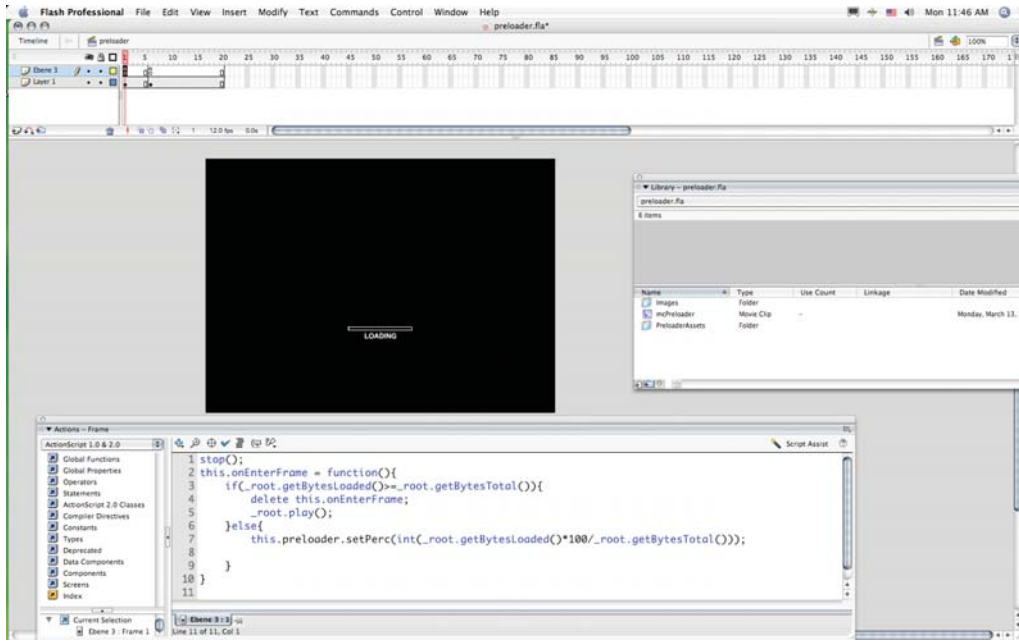 Flash Professional File Edit View Insert Modify Text Commands Control Window Help Mon 11:46 AM
preloader.fla*
Timeline preloader 100%
5 10 15 20 25 30 35 40 45 50 55 60 65 70 75 80 85 90 95 100 105 110 115 120 125 130 135 140 145 150 155 160 165 170
Ebene 3
Layer 1
1 12.0 fps 0.0s
LOADING
Library – preloader.fla
preloader.fla
6 items
Name Type Use Count Linkage Date Modified
Images Folder
mcPreloader Movie Clip - Monday, March 13,
PreloaderAssets Folder
Actions – Frame
ActionScript 1.0 & 2.0 Script Assist
Global Functions
Global Properties
Operators
Statements
ActionScript 2.0 Classes
Compiler Directives
Constants
Types
Deprecated
Data Components
Components
Screens
Index
Current Selection
Ebene 3 : Frame 1
1 stop();
2 this.onEnterFrame = function(){
3 if(_root.getBytesLoaded()>=_root.getBytesTotal()){
4 delete this.onEnterFrame;
5 _root.play();
6 }else{
7 this.preloader.setPerc(int(_root.getBytesLoaded()*100/_root.getBytesTotal()));
8
9 }
10 }
11
Ebene 3 : 1
Line 11 of 11, Col 1